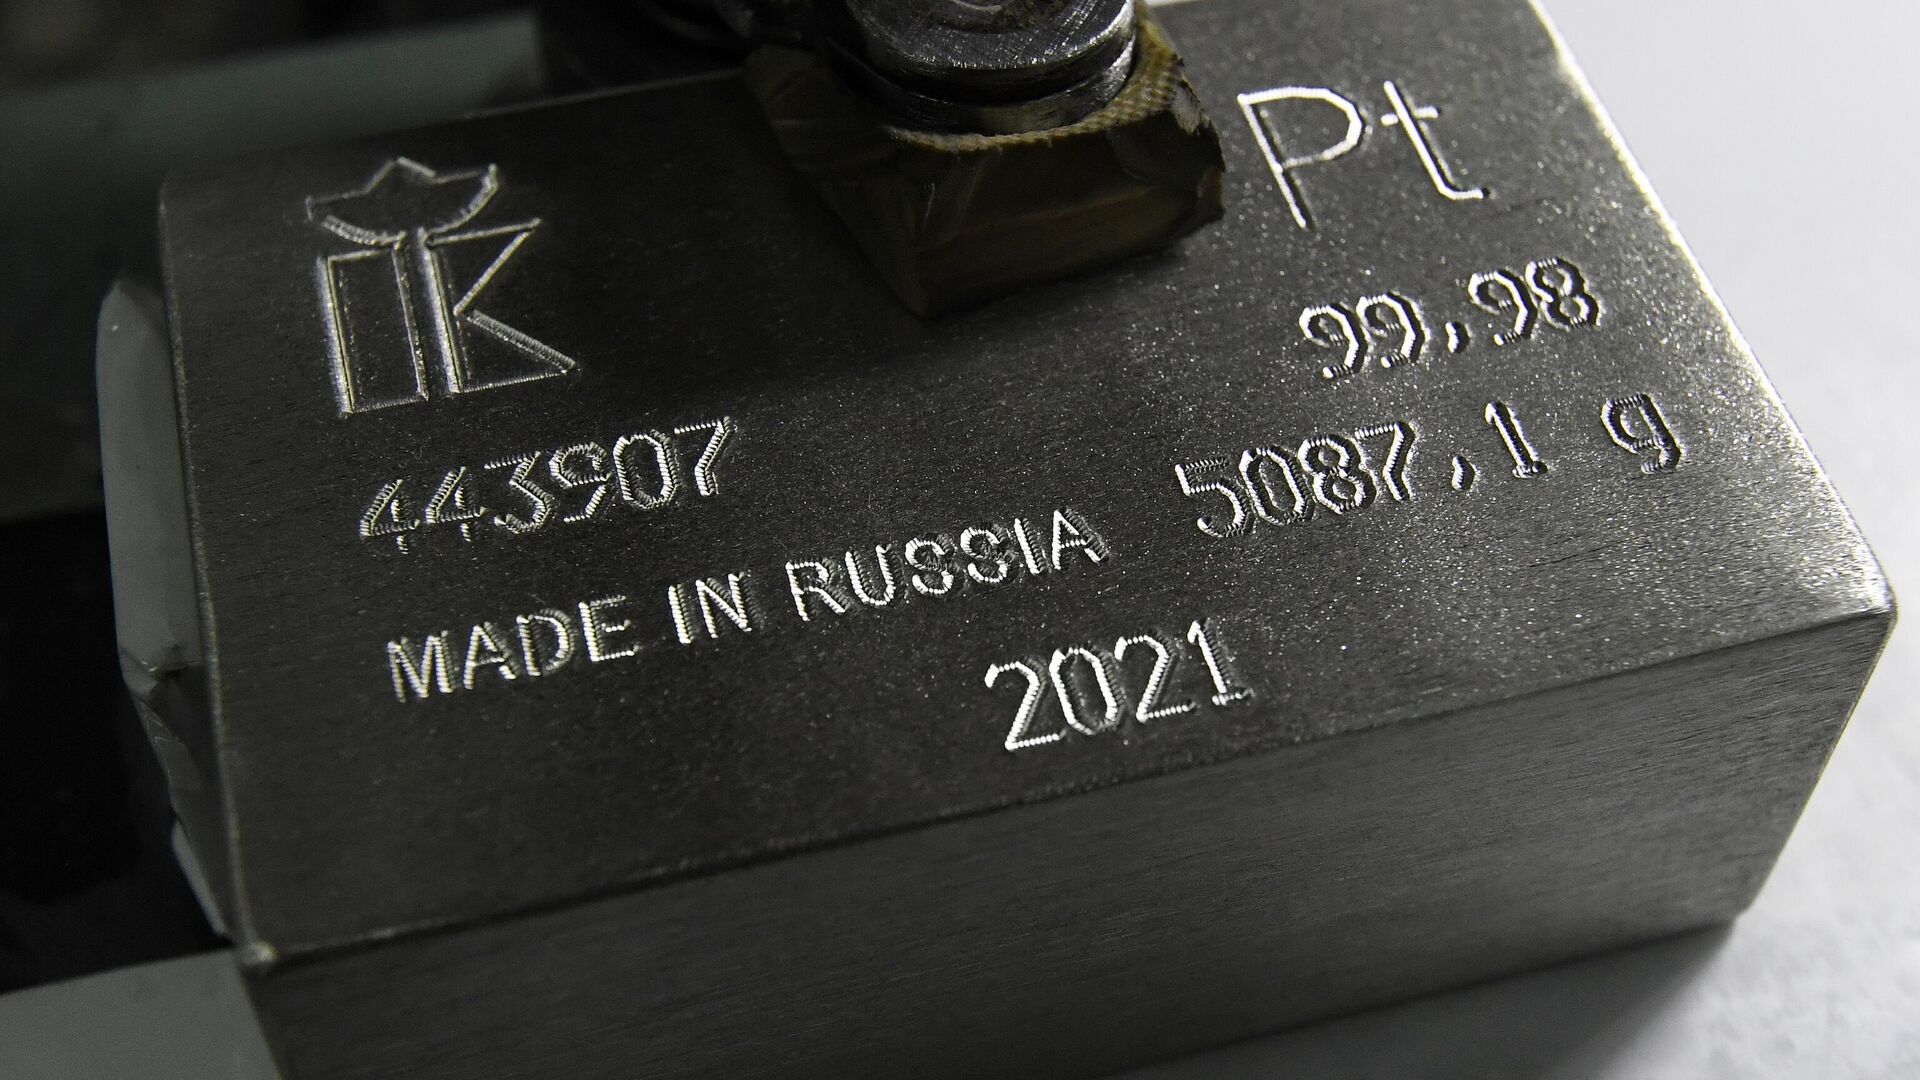 Pt
99,98
443907
5087,1 g
MADE IN RUSSIA
2021